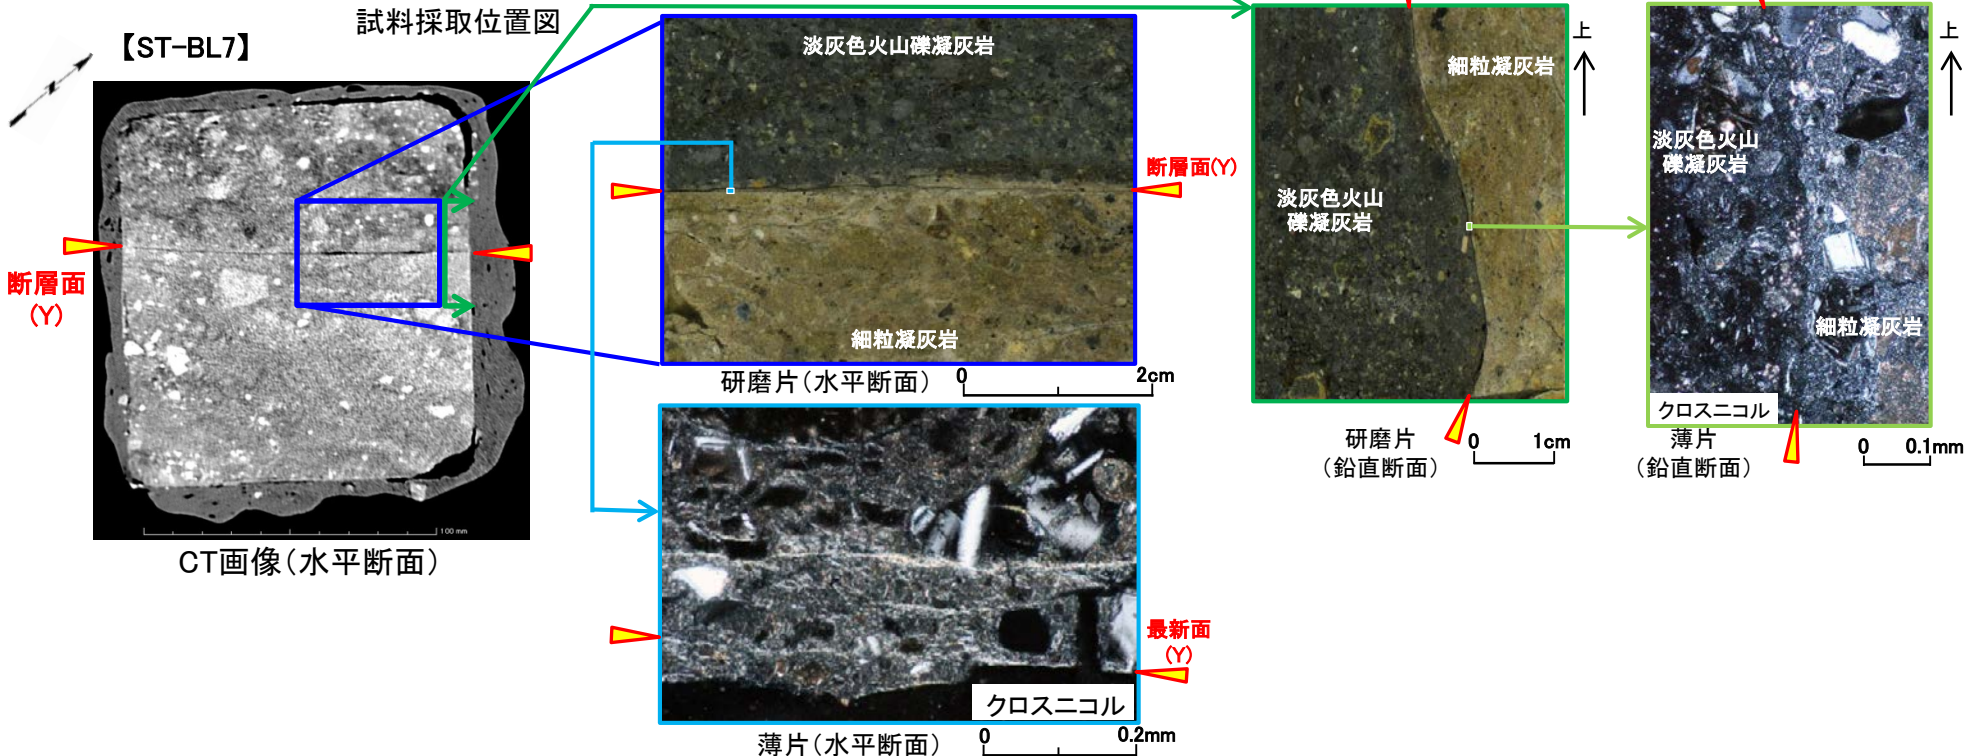 試料採取位置図
【ST-BL7】
断層面
(Y)
100 mm
CT画像(水平断面)
淡灰色火山礫凝灰岩
断層面(Y)
細粒凝灰岩
研磨片(水平断面)
0
2cm
最新面
(Y)
クロスニコル
薄片(水平断面)
0
0.2mm
細粒凝灰岩
淡灰色火山
礫凝灰岩
上
研磨片
(鉛直断面)
0
1cm
淡灰色火山
礫凝灰岩
細粒凝灰岩
クロスニコル
上
薄片
(鉛直断面)
0
0.1mm